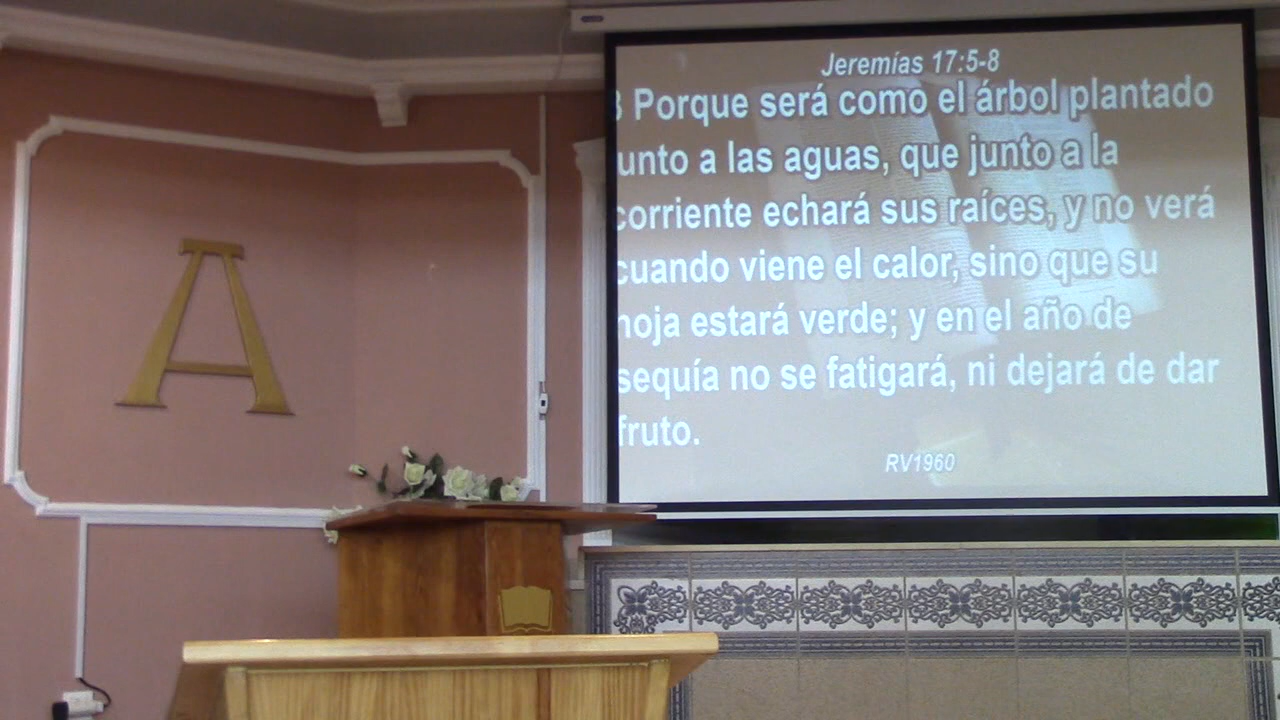 Jeremías 17:5-8
8 Porque será como el árbol plantado
junto a las aguas, que junto a la
corriente echará sus raíces, y no verá
cuando viene el calor, sino que su
hoja estará verde; y en el año de
sequía no se fatigará, ni dejará de dar
fruto.
RV1960
A